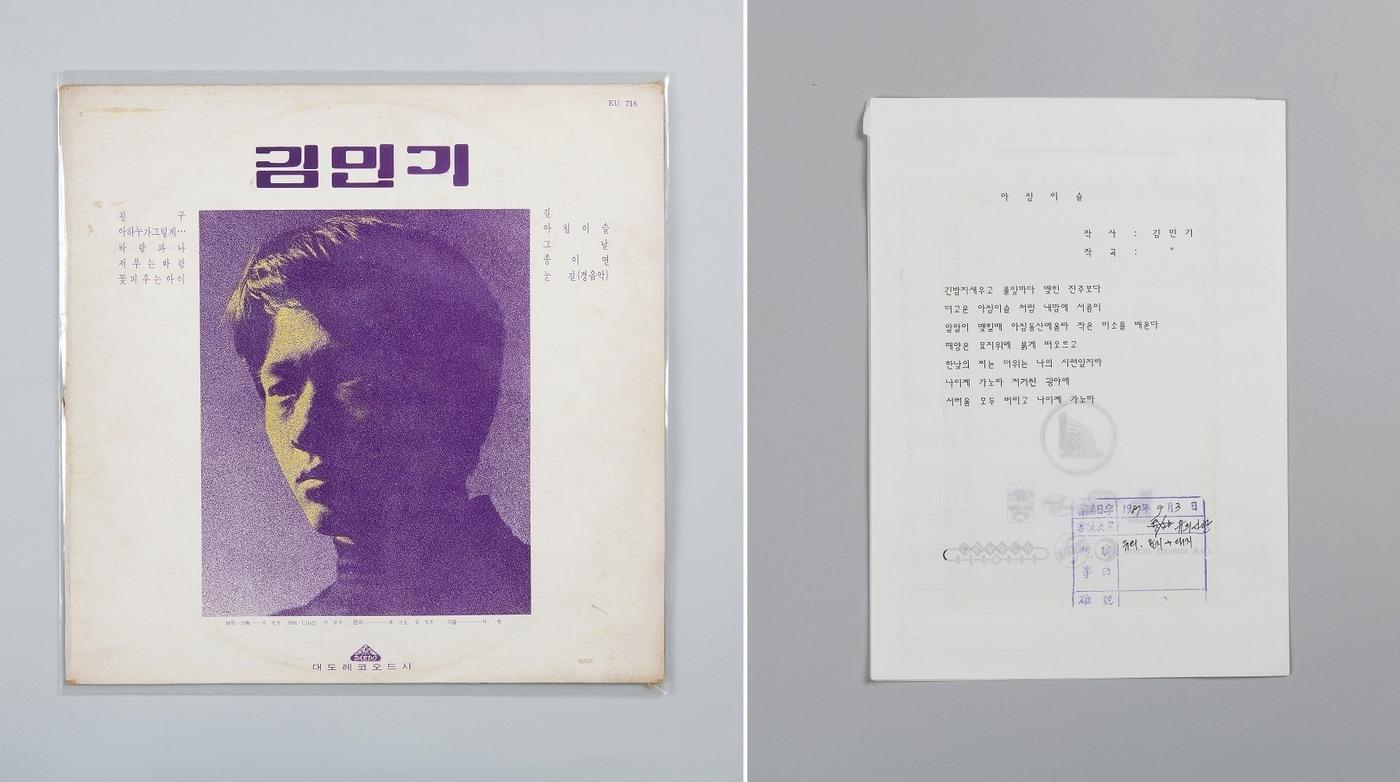 EU 716
김민기
친 구
아하누가그렇게…
바 람 과 나
저 부 는 바 람
꽃 피 우 는 아 이
길
아 침 이 슬
그 날
종 이 연
눈 길(경음악)
대 도 레 코 오 드 사
아 침 이 슬
작 사 : 김 민 기
작 곡 : "
긴밤지새우고 풀잎마다 맺힌 진주보다
더고운 아침이슬 처럼 내맘에 서름이
알알이 맺힐때 아침동산에올라 작은 미소를 배운다
태양은 묘지위에 붉게 떠오르고
한낮의 찌는 더위는 나의 시련일지라
나이제 가노라 저거친 광야에
서러움 모두 버리고 나이제 가노라
年 9月 3 日